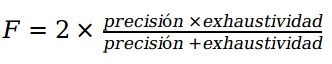 F = 2 × precisión ×exhaustividad / precisión +exhaustividad